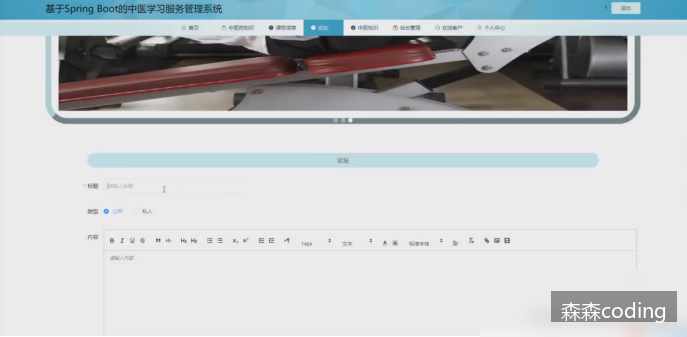 基于Spring Boot的中医学习服务管理系统
退出
首页 中医药知识 课程信息 论坛 中医知识 后台管理 在线客户 个人中心
论坛
* 标题 请输入标题
类型 公开 私人
内容 B I U S H₁ H₂ X₂ X² 14px 文本 标准字体
请输入内容...
森森coding